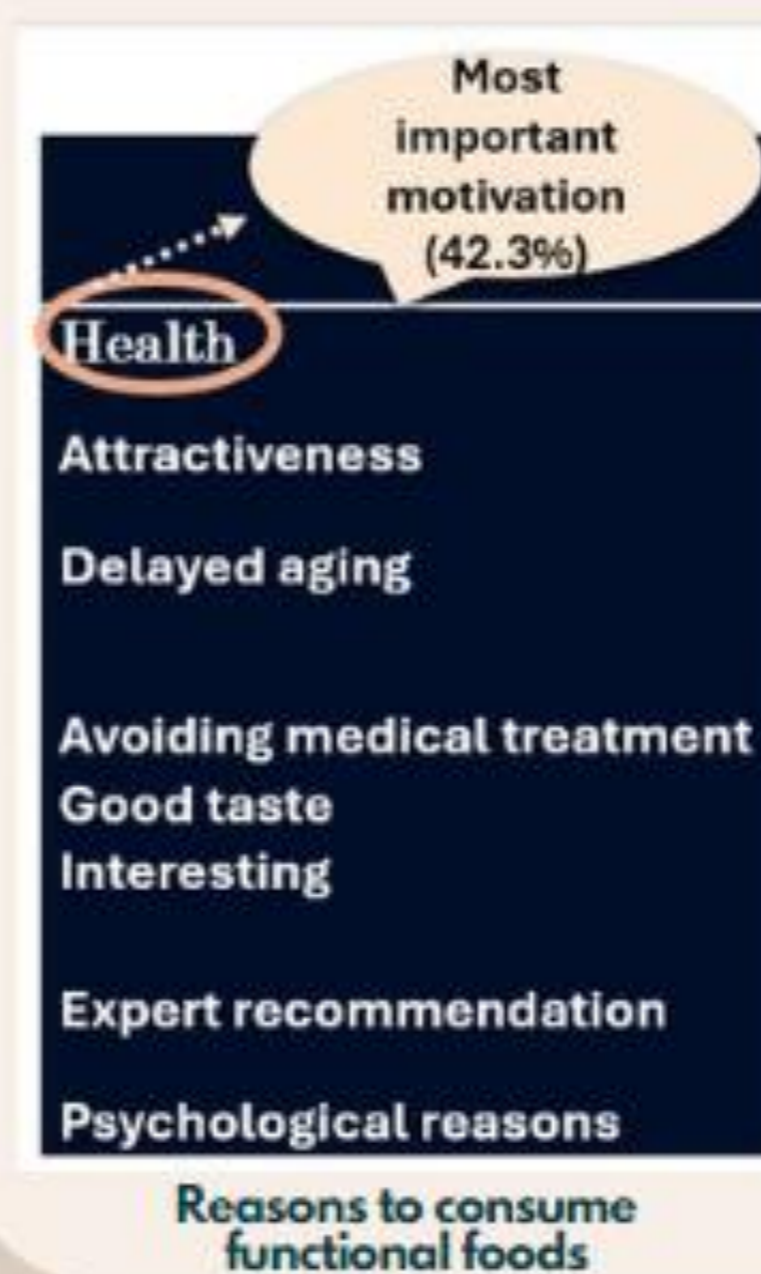 Most
important
motivation
(42.3%)
Health
Attractiveness
Delayed aging
Avoiding medical treatment
Good taste
Interesting
Expert recommendation
Psychological reasons
Reasons to consume
functional foods